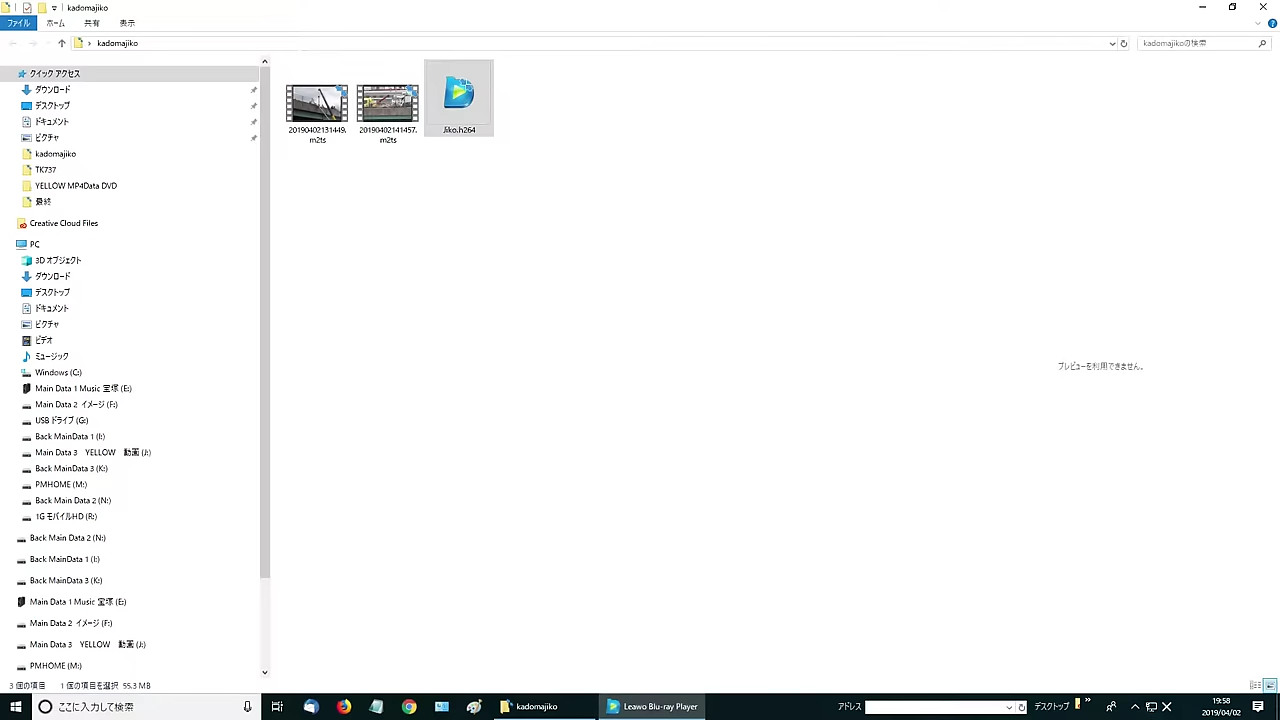 kadomajiko
ファイル ホーム 共有 表示
kadomajiko kadomajikoの検索
クイック アクセス
ダウンロード
デスクトップ
ドキュメント
ピクチャ
kadomajiko
TK737
YELLOW MP4Data DVD
最終
Creative Cloud Files
PC
3D オブジェクト
ダウンロード
デスクトップ
ドキュメント
ピクチャ
ビデオ
ミュージック
Windows (C:)
Main Data 1 Music 宝塚 (E:)
Main Data 2 イメージ (F:)
USB ドライブ (G:)
Back MainData 1 (I:)
Main Data 3　YELLOW　動画 (J:)
Back MainData 3 (K:)
PMHOME (M:)
Back Main Data 2 (N:)
1G モバイルHD (R:)
Back Main Data 2 (N:)
Back MainData 1 (I:)
Back MainData 3 (K:)
Main Data 1 Music 宝塚 (E:)
Main Data 2 イメージ (F:)
Main Data 3　YELLOW　動画 (J:)
PMHOME (M:)
20190402131449.
m2ts
20190402141457.
m2ts
Jiko.h264
プレビューを利用できません。
3 個の項目 1 個の項目を選択 55.3 MB
ここに入力して検索
kadomajiko
Leawo Blu-ray Player
アドレス
デスクトップ
19:58
2019/04/02